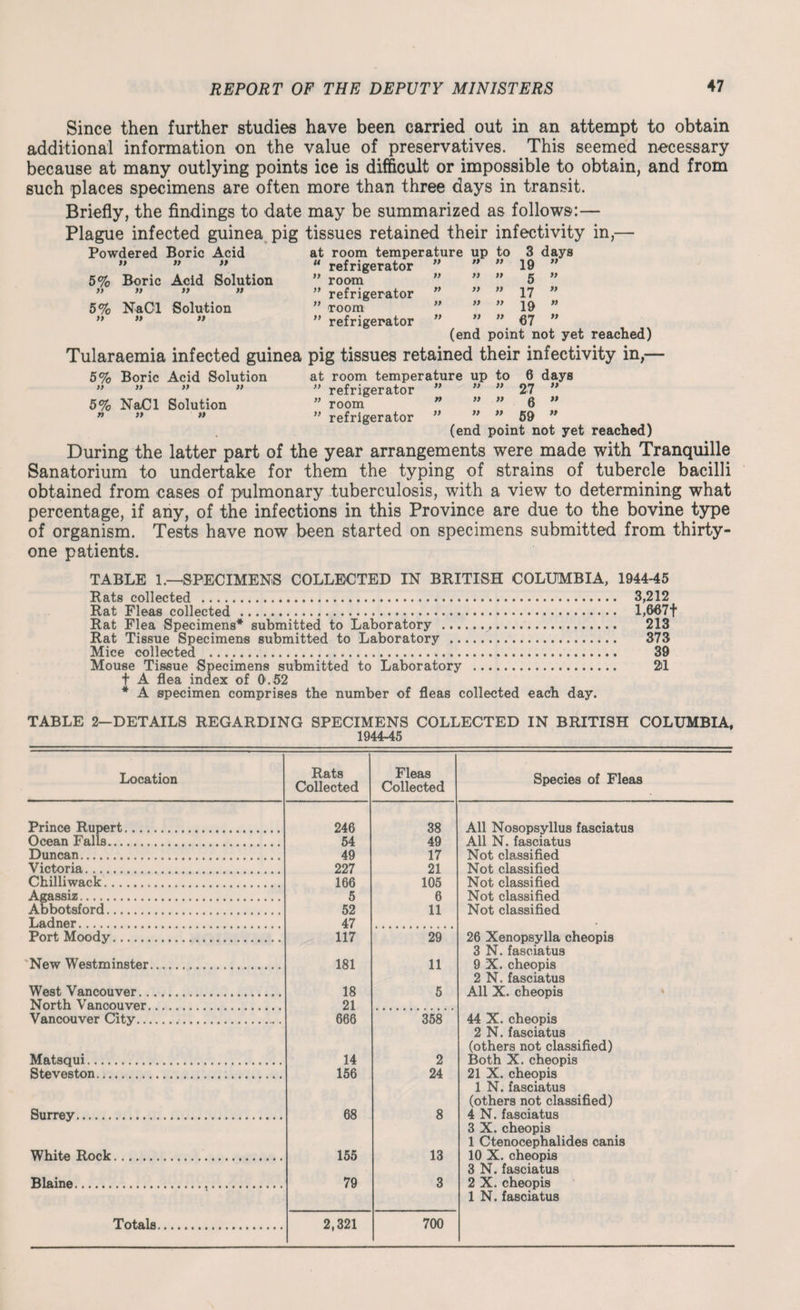 REPORT OF THE DEPUTY MINISTERS 47
Since then further studies have been carried out in an attempt to obtain
additional information on the value of preservatives. This seemed necessary
because at many outlying points ice is difficult or impossible to obtain, and from
such places specimens are often more than three days in transit.
Briefly, the findings to date may be summarized as follows:—
Plague infected guinea pig tissues retained their infectivity in,—
Powdered Boric Acid at room temperature up to 3 days
" " " " refrigerator " " " 19 "
5% Boric Acid Solution " room " " " 5 "
" " " " " refrigerator " " " 17 "
5% NaCl Solution " room " " " 19 "
" " " " refrigerator " " " 67 "
(end point not yet reached)
Tularaemia infected guinea pig tissues retained their infectivity in,—
5% Boric Acid Solution at room temperature up to 6 days
" " " " " refrigerator " " " 27 "
5% NaCl Solution " room " " " 6 "
" " " " refrigerator " " " 59 "
(end point not yet reached)
During the latter part of the year arrangements were made with Tranquille
Sanatorium to undertake for them the typing of strains of tubercle bacilli
obtained from cases of pulmonary tuberculosis, with a view to determining what
percentage, if any, of the infections in this Province are due to the bovine type
of organism. Tests have now been started on specimens submitted from thirty-
one patients.
TABLE 1.—SPECIMENS COLLECTED IN BRITISH COLUMBIA, 1944-45
Rats collected ........ 3,212
Rat Fleas collected ........ 1,667†
Rat Flea Specimens* submitted to Laboratory ........ 213
Rat Tissue Specimens submitted to Laboratory ........ 373
Mice collected ........ 39
Mouse Tissue Specimens submitted to Laboratory ........ 21
† A flea index of 0.52
* A specimen comprises the number of fleas collected each day.
TABLE 2—DETAILS REGARDING SPECIMENS COLLECTED IN BRITISH COLUMBIA,
1944-45
Location Rats Collected Fleas Collected Species of Fleas
Prince Rupert........ 246 38 All Nosopsyllus fasciatus
Ocean Falls........ 54 49 All N. fasciatus
Duncan........ 49 17 Not classified
Victoria........ 227 21 Not classified
Chilliwack........ 166 105 Not classified
Agassiz........ 5 6 Not classified
Abbotsford........ 52 11 Not classified
Ladner........ 47 ........
Port Moody........ 117 29 26 Xenopsylla cheopis
3 N. fasciatus
New Westminster........ 181 11 9 X. cheopis
2 N. fasciatus
West Vancouver........ 18 5 All X. cheopis
North Vancouver........ 21 ........
Vancouver City........ 666 358 44 X. cheopis
2 N. fasciatus
(others not classified)
Matsqui........ 14 2 Both X. cheopis
Steveston........ 156 24 21 X. cheopis
1 N. fasciatus
(others not classified)
Surrey........ 68 8 4 N. fasciatus
3 X. cheopis
1 Ctenocephalides canis
White Rock........ 155 13 10 X. cheopis
3 N. fasciatus
Blaine........ 79 3 2 X. cheopis
1 N. fasciatus
Totals........ 2,321 700